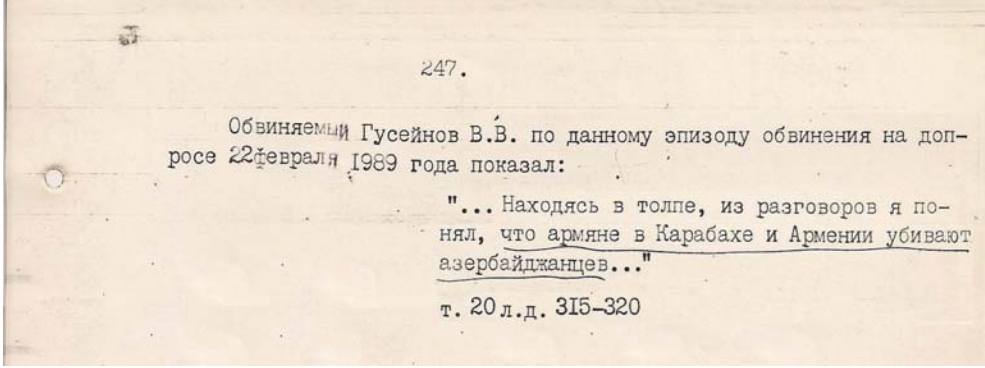 247.
Обвиняемый Гусейнов В.В. по данному эпизоду обвинения на доп-
росе 22февраля 1989 года показал:
"... Находясь в толпе, из разговоров я по-
нял, что армяне в Карабахе и Армении убивают
азербайджанцев..."
т. 20 л.д. 315-320